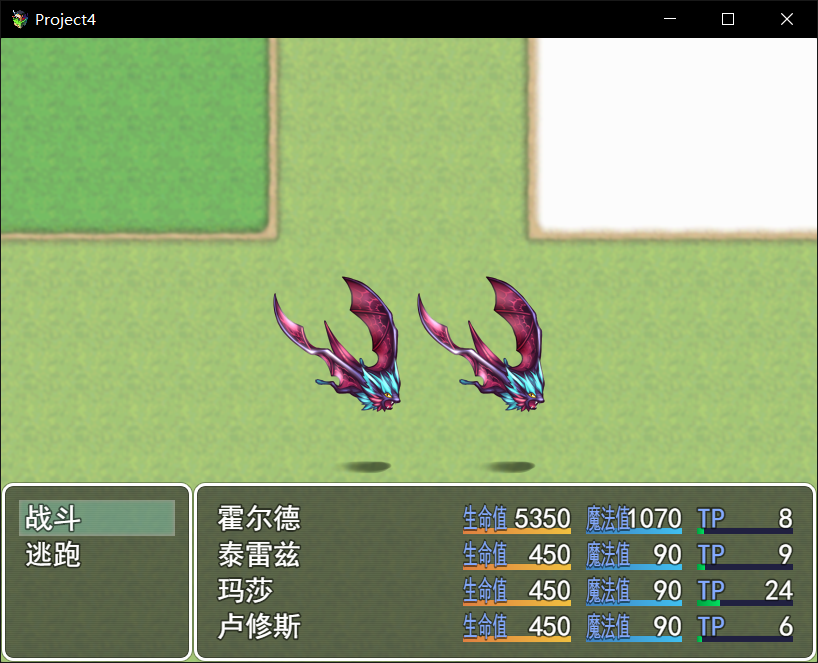 Project4
战斗
逃跑
霍尔德 生命值 5350 魔法值 1070 TP 8
泰雷兹 生命值 450 魔法值 90 TP 9
玛莎 生命值 450 魔法值 90 TP 24
卢修斯 生命值 450 魔法值 90 TP 6